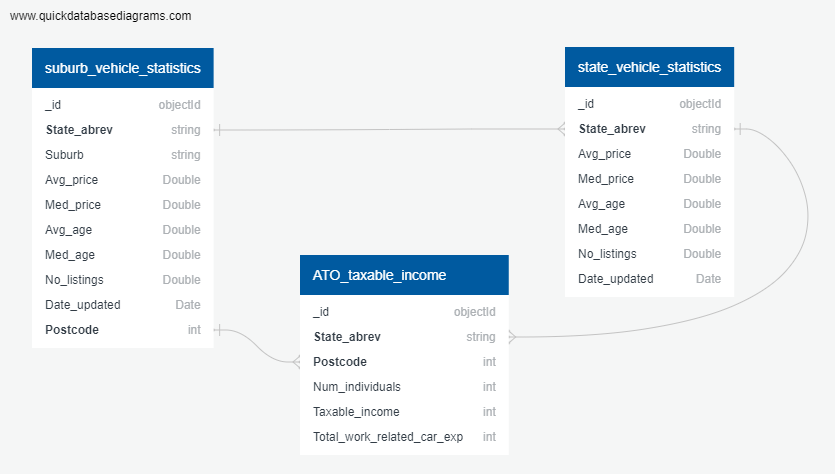 www.quickdatabasediagrams.com
suburb_vehicle_statistics
_id objectId
State_abrev string
Suburb string
Avg_price Double
Med_price Double
Avg_age Double
Med_age Double
No_listings Double
Date_updated Date
Postcode int
state_vehicle_statistics
_id objectId
State_abrev string
Avg_price Double
Med_price Double
Avg_age Double
Med_age Double
No_listings Double
Date_updated Date
ATO_taxable_income
_id objectId
State_abrev string
Postcode int
Num_individuals int
Taxable_income int
Total_work_related_car_exp int